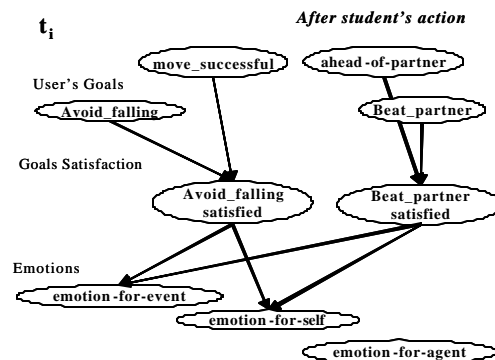 t i
After student's action
move_successful
ahead-of-partner
User's Goals
Avoid_falling
Beat_partner
Goals Satisfaction
Avoid_falling
satisfied
Beat_partner
satisfied
Emotions
emotion-for-event
emotion-for-self
emotion-for-agent